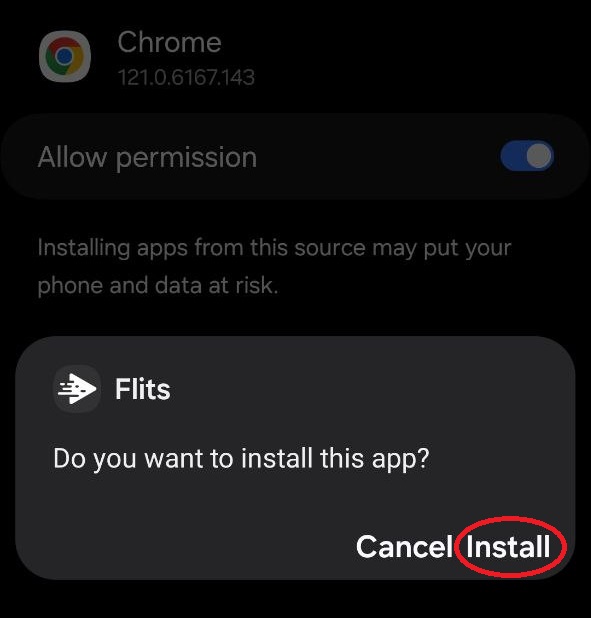 Chrome
121.0.6167.143
Allow permission
Installing apps from this source may put your
phone and data at risk.
Flits
Do you want to install this app?
Cancel Install